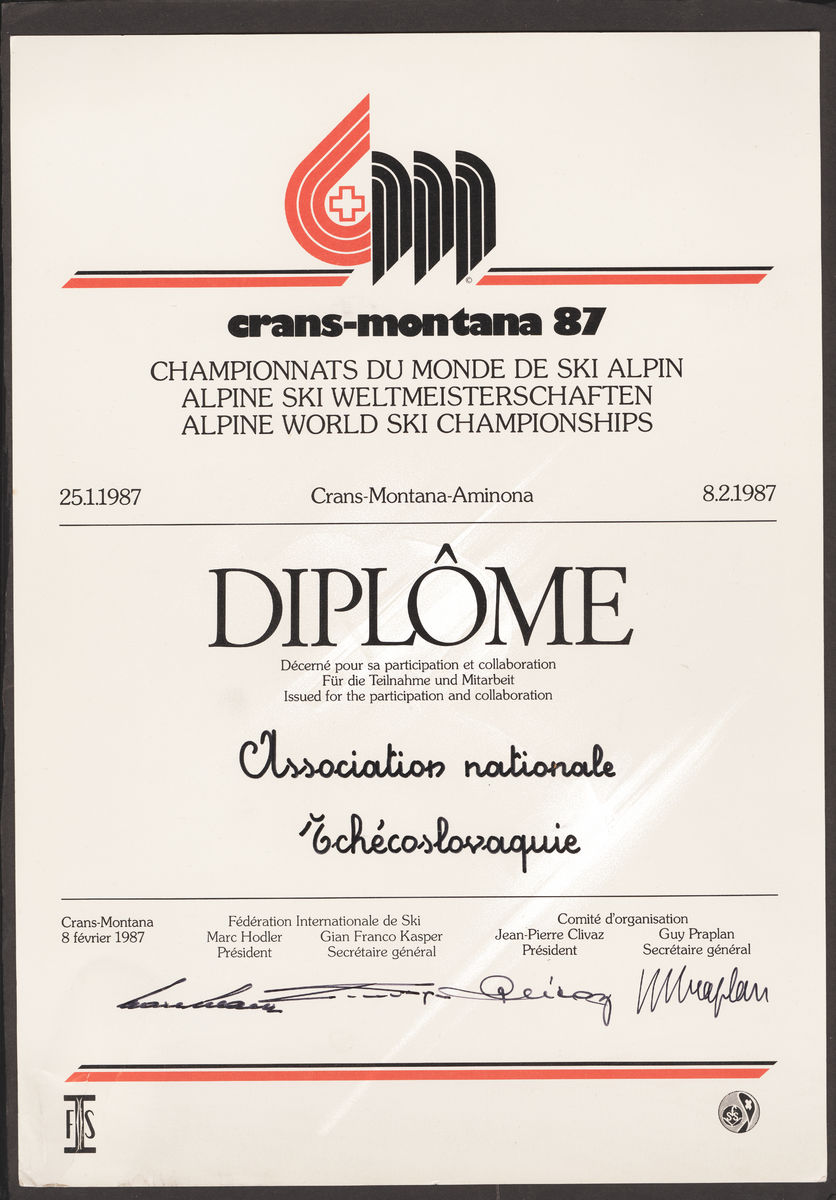 cm
©
crans-montana 87
CHAMPIONNATS DU MONDE DE SKI ALPIN
ALPINE SKI WELTMEISTERSCHAFTEN
ALPINE WORLD SKI CHAMPIONSHIPS
25.1.1987 Crans-Montana-Aminona 8.2.1987
DIPLÔME
Décerné pour sa participation et collaboration
Für die Teilnahme und Mitarbeit
Issued for the participation and collaboration
Association nationale
Tchécoslovaquie
Crans-Montana Fédération Internationale de Ski Comité d'organisation
8 février 1987 Marc Hodler Gian Franco Kasper Jean-Pierre Clivaz Guy Praplan
Président Secrétaire général Président Secrétaire général
FIS